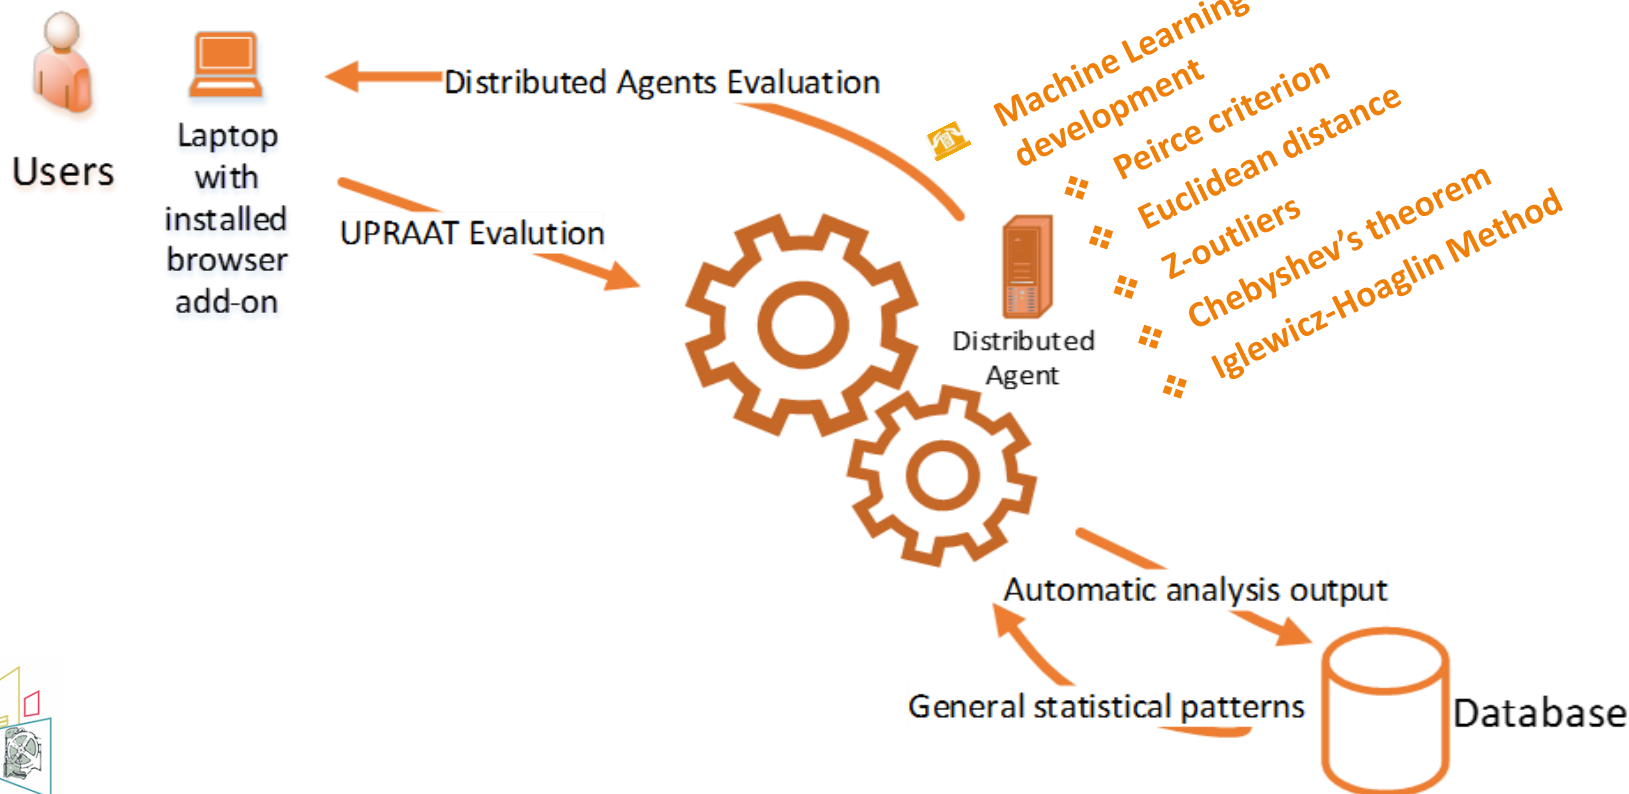 Users
Laptop
with
installed
browser
add-on
Distributed Agents Evaluation
UPRAAT Evalution
Distributed
Agent
Machine Learning
development
Peirce criterion
Euclidean distance
Z-outliers
Chebyshev's theorem
Iglewicz-Hoaglin Method
Automatic analysis output
General statistical patterns
Database